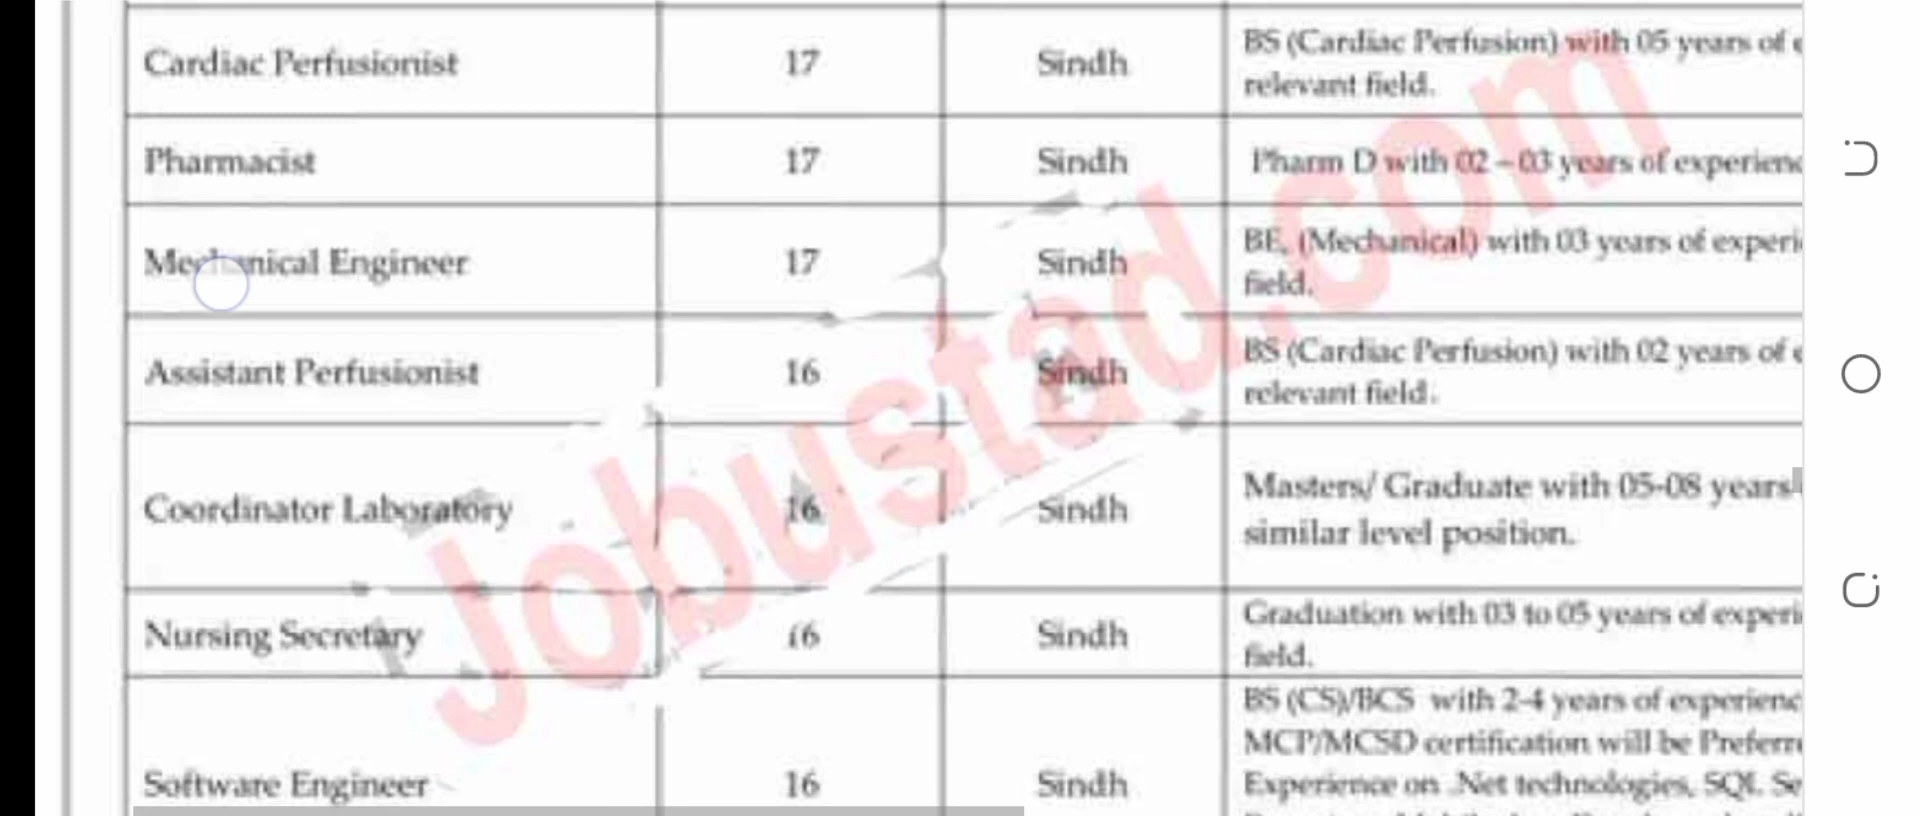 Cardiac Perfusionist 17 Sindh BS (Cardiac Perfusion) with 05 years of
relevant field.
Pharmacist 17 Sindh Pharm D with 02 – 03 years of
Mechanical Engineer 17 Sindh BE, (Mechanical) with 03 years of
field.
Assistant Perfusionist 16 Sindh BS (Cardiac Perfusion) with 02 years of
relevant field.
Coordinator Laboratory 16 Sindh Masters/ Graduate with 05-08 years
similar level position.
Nursing Secretary 16 Sindh Graduation with 03 to 05 years of
field.
Software Engineer 16 Sindh BS (CS)/BCS with 2-4 years of
MCP/MCSD certification will be
Experience on .Net technologies, SQL
Jobustad.com